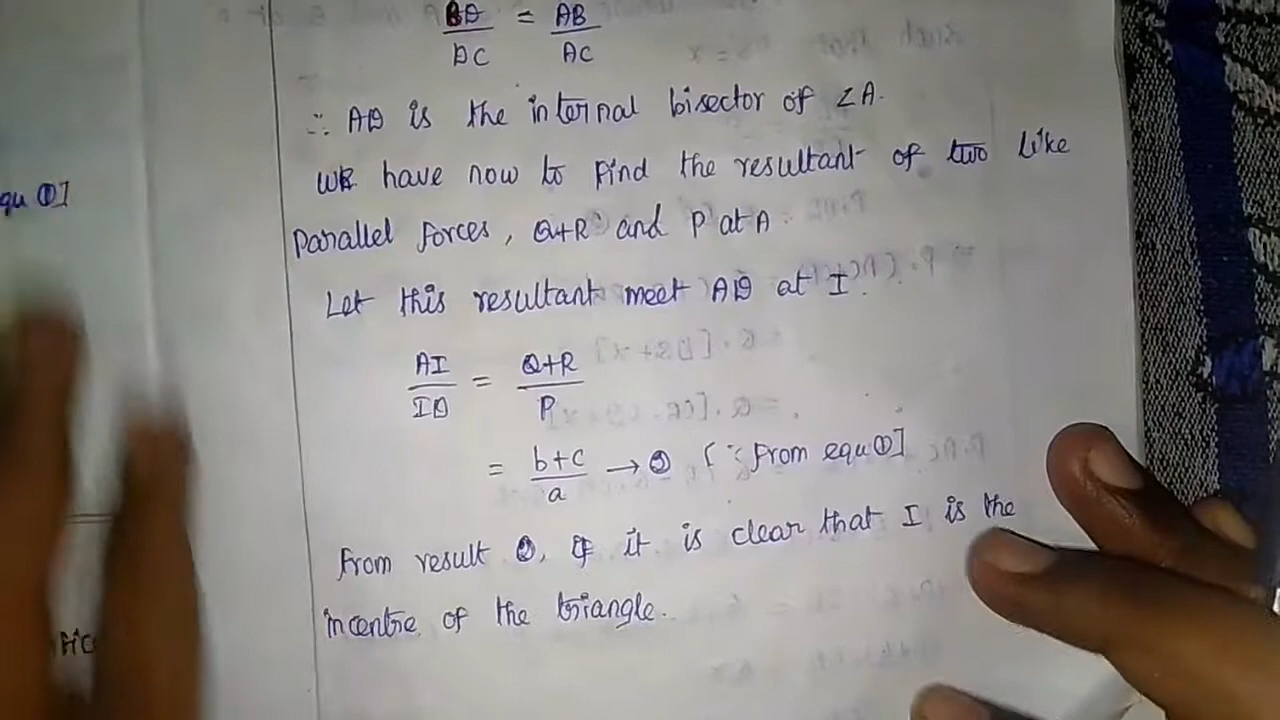 BD/DC = AB/AC
∴ AD is the internal bisector of ∠A.
We have now to find the resultant of two like
parallel forces, Q+R and P at A.
Let this resultant meet AD at I.
AI/ID = Q+R/P
equ ①]
= b+c/a → ② [∵ from equ ①]
From result ②, if it is clear that I is the
incentre of the triangle.